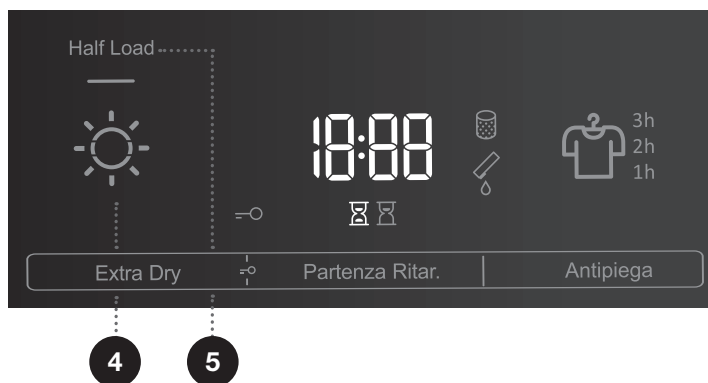 Half Load
18:88
3h
2h
1h
Extra Dry
Partenza Ritar.
Antipiega
4
5